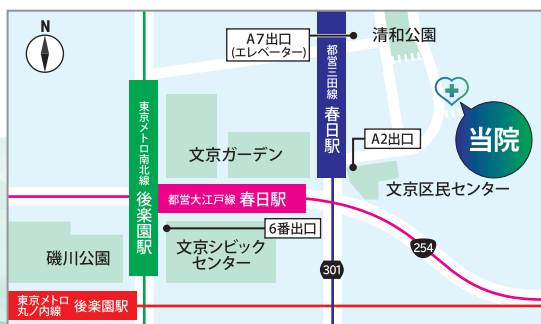 N
A7出口
(エレベーター)
清和公園
都営三田線 春日駅
当院
東京メトロ南北線 後楽園駅
文京ガーデン
A2出口
文京区民センター
都営大江戸線 春日駅
6番出口
文京シビック
センター
254
磯川公園
301
東京メトロ
丸ノ内線 後楽園駅